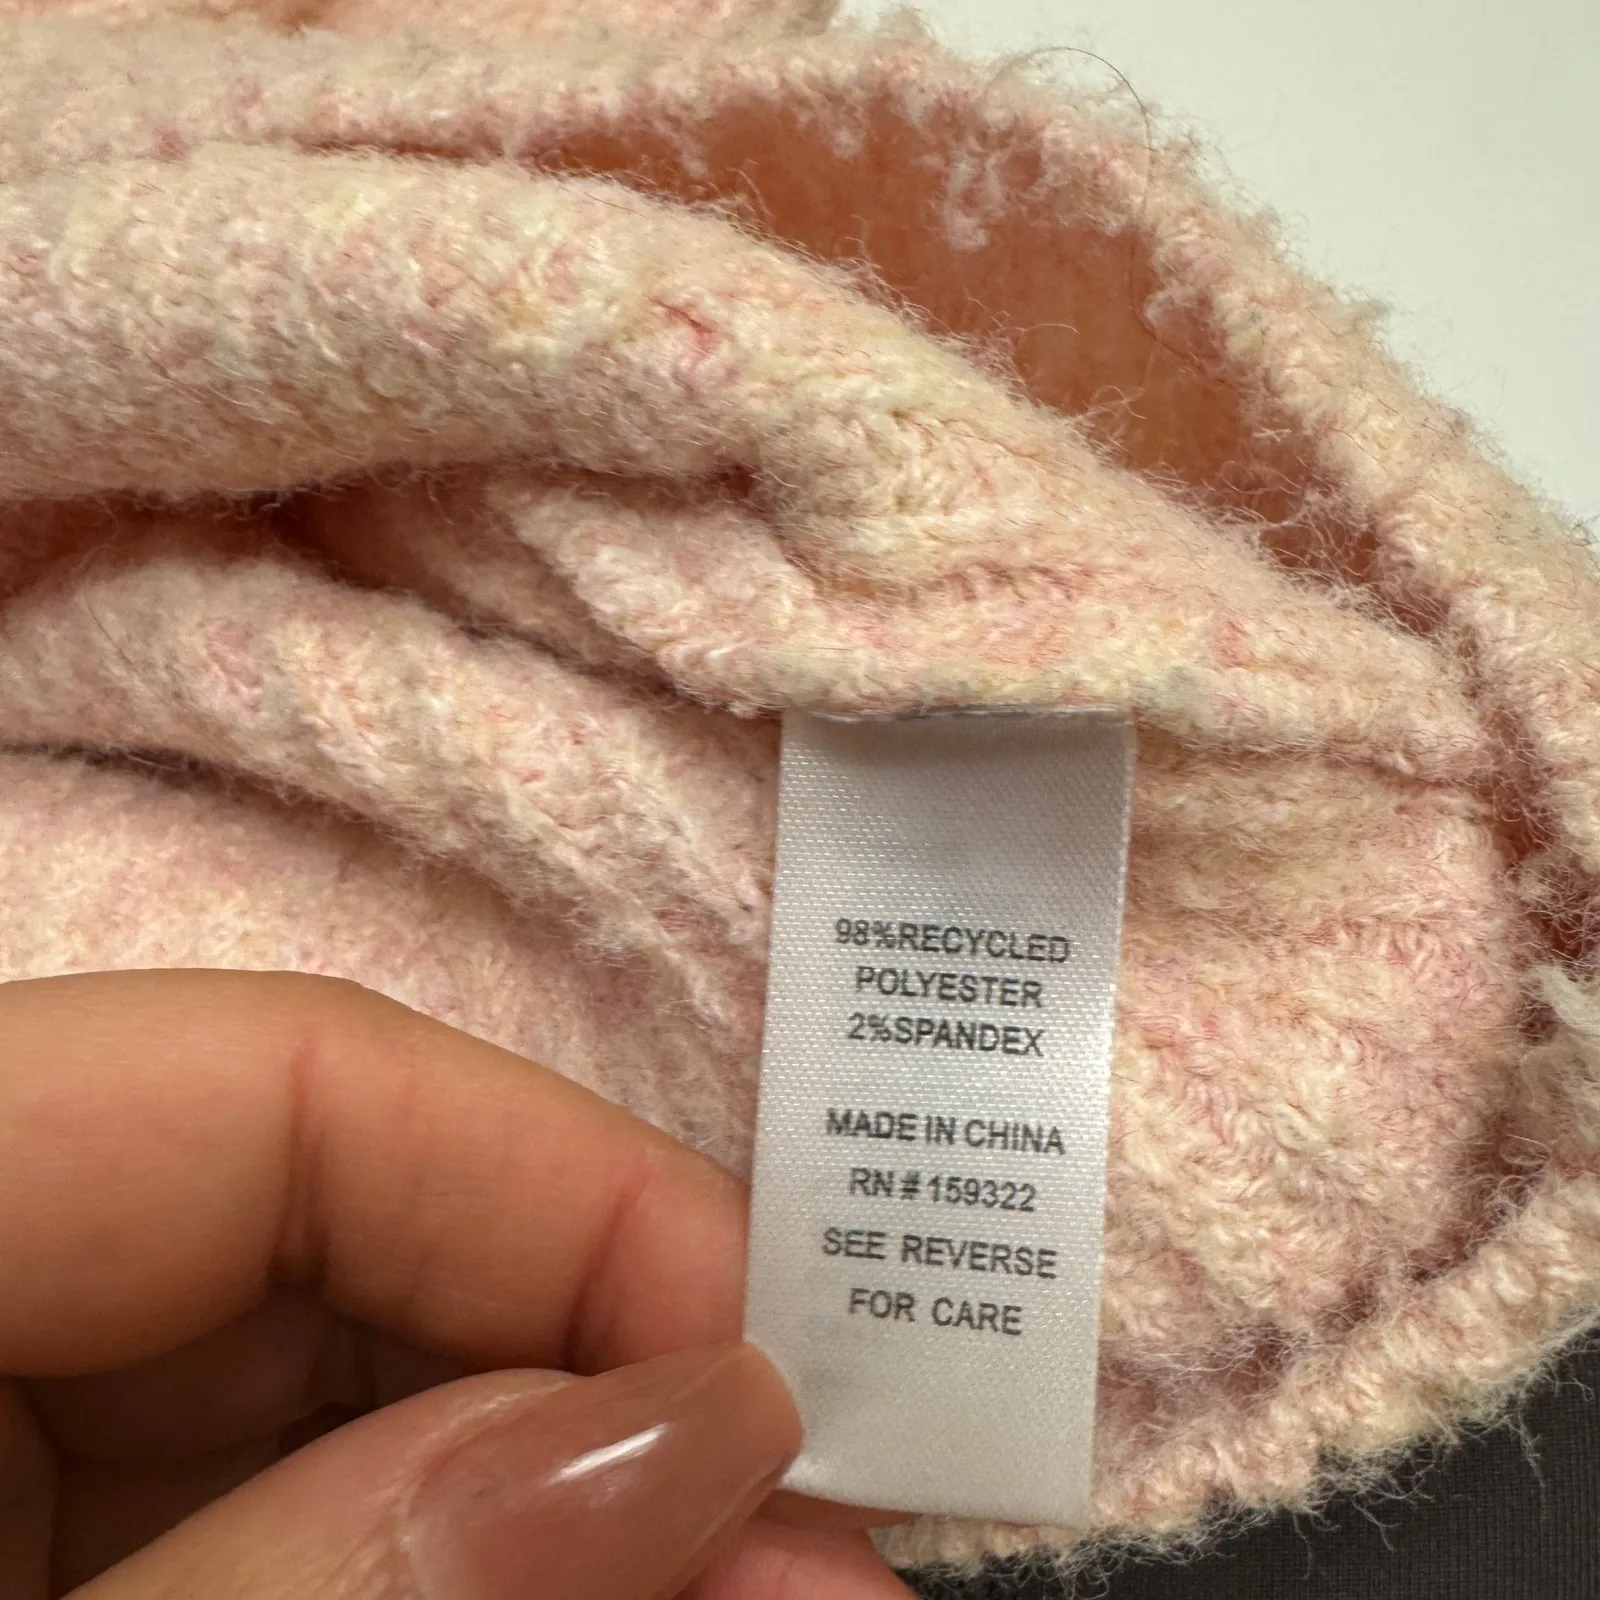 98%RECYCLED
POLYESTER
2%SPANDEX
MADE IN CHINA
RN#159322
SEE REVERSE
FOR CARE